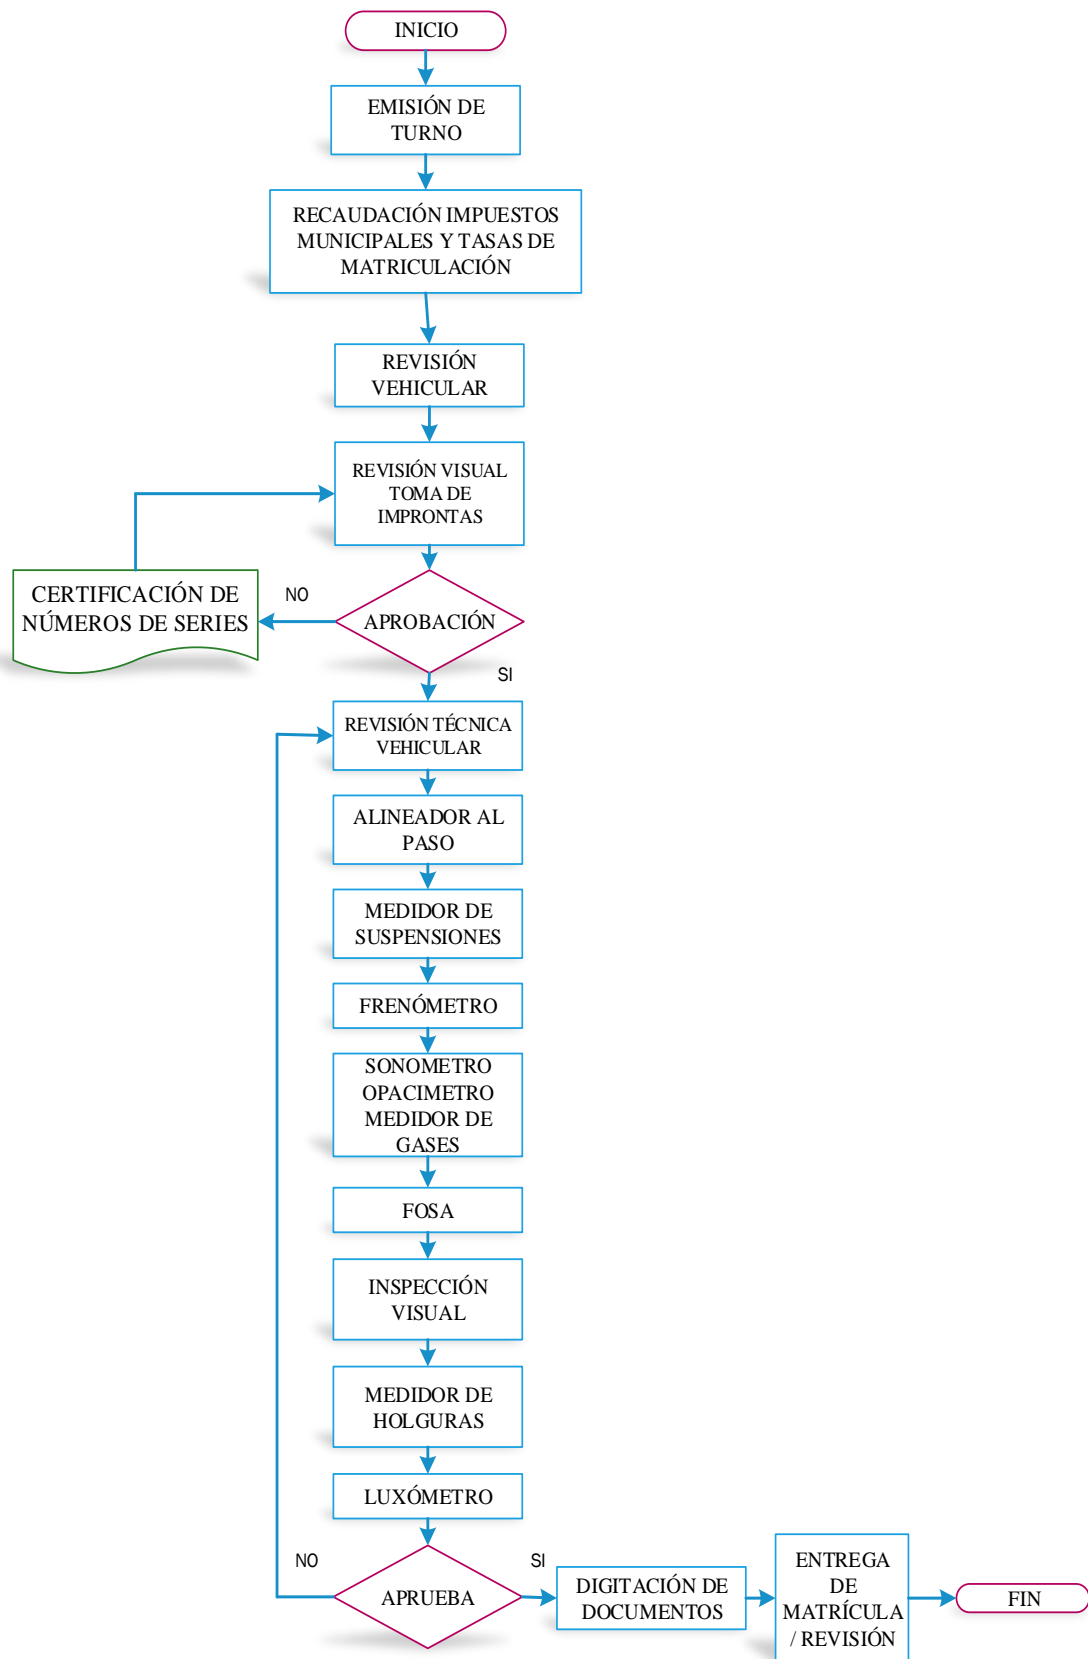 INICIO
EMISIÓN DE
TURNO
RECAUDACIÓN IMPUESTOS
MUNICIPALES Y TASAS DE
MATRICULACIÓN
REVISIÓN
VEHICULAR
REVISIÓN VISUAL
TOMA DE
IMPRONTAS
CERTIFICACIÓN DE
NÚMEROS DE SERIES
NO
APROBACIÓN
SI
REVISIÓN TÉCNICA
VEHICULAR
ALINEADOR AL
PASO
MEDIDOR DE
SUSPENSIONES
FRENÓMETRO
SONOMETRO
OPACIMETRO
MEDIDOR DE
GASES
FOSA
INSPECCIÓN
VISUAL
MEDIDOR DE
HOLGURAS
LUXÓMETRO
NO
APRUEBA
SI
DIGITACIÓN DE
DOCUMENTOS
ENTREGA
DE
MATRÍCULA
/ REVISIÓN
FIN